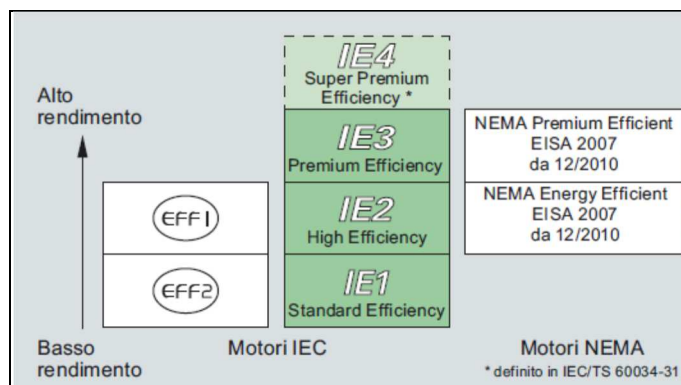 IE4
Super Premium
Efficiency *
Alto
rendimento
IE3
Premium Efficiency
NEMA Premium Efficient
EISA 2007
da 12/2010
EFF1
IE2
High Efficiency
NEMA Energy Efficient
EISA 2007
da 12/2010
EFF2
IE1
Standard Efficiency
Basso
rendimento
Motori IEC
Motori NEMA
* definito in IEC/TS 60034-31